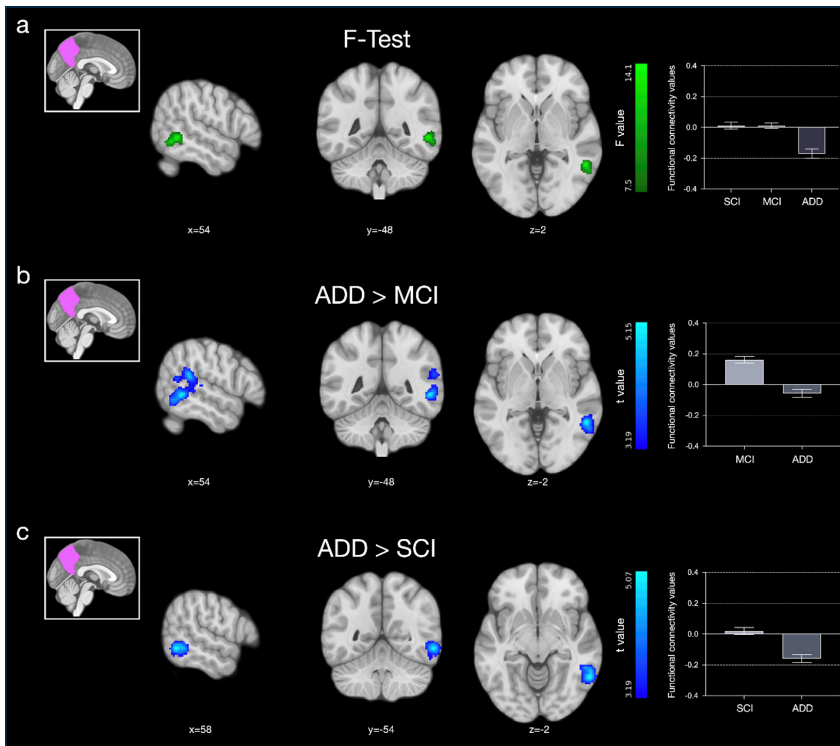 a
F-Test
x=54
y=-48
z=2
14.1
F value
7.5
Functional connectivity values
0.4
0.2
0.0
-0.2
-0.4
SCI MCI ADD
b
ADD > MCI
x=54
y=-48
z=-2
5.15
t value
3.19
Functional connectivity values
0.4
0.2
0.0
0.2
0.4
MCI ADD
c
ADD > SCI
x=58
y=-54
z=-2
5.07
t value
3.19
Functional connectivity values
0.4
0.2
0.0
-0.2
-0.4
SCI ADD